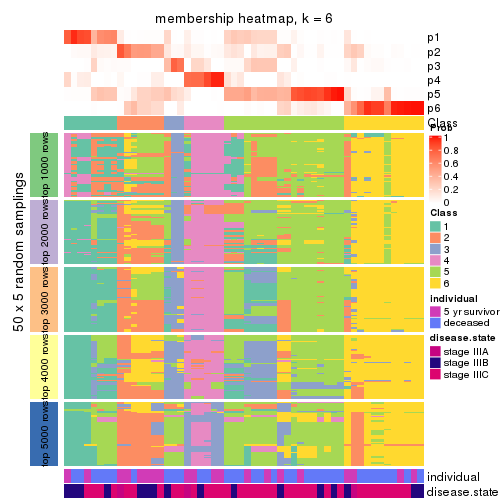 membership heatmap, k = 6
p1
p2
p3
p4
p5
p6
Class
50 x 5 random samplings
top 1000 rows
top 2000 rows
top 3000 rows
top 4000 rows
top 5000 rows
individual
disease.state
Prob
1
0.8
0.6
0.4
0.2
0
Class
1
2
3
4
5
6
individual
5 yr survivor
deceased
disease.state
stage IIIA
stage IIIB
stage IIIC